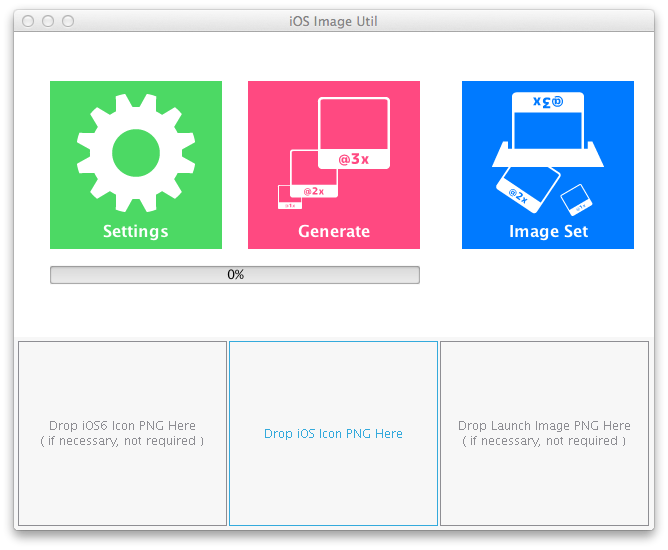 iOS Image Util
@3x
@2x
@1x
Settings
Generate
@3x
@2x
@1x
Image Set
0%
Drop iOS6 Icon PNG Here
( if necessary, not required )
Drop iOS Icon PNG Here
Drop Launch Image PNG Here
( if necessary, not required )